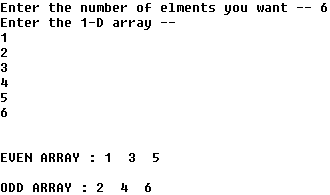 Enter the number of elments you want -- 6
Enter the 1-D array --
1
2
3
4
5
6
EVEN ARRAY : 1 3 5
ODD ARRAY : 2 4 6